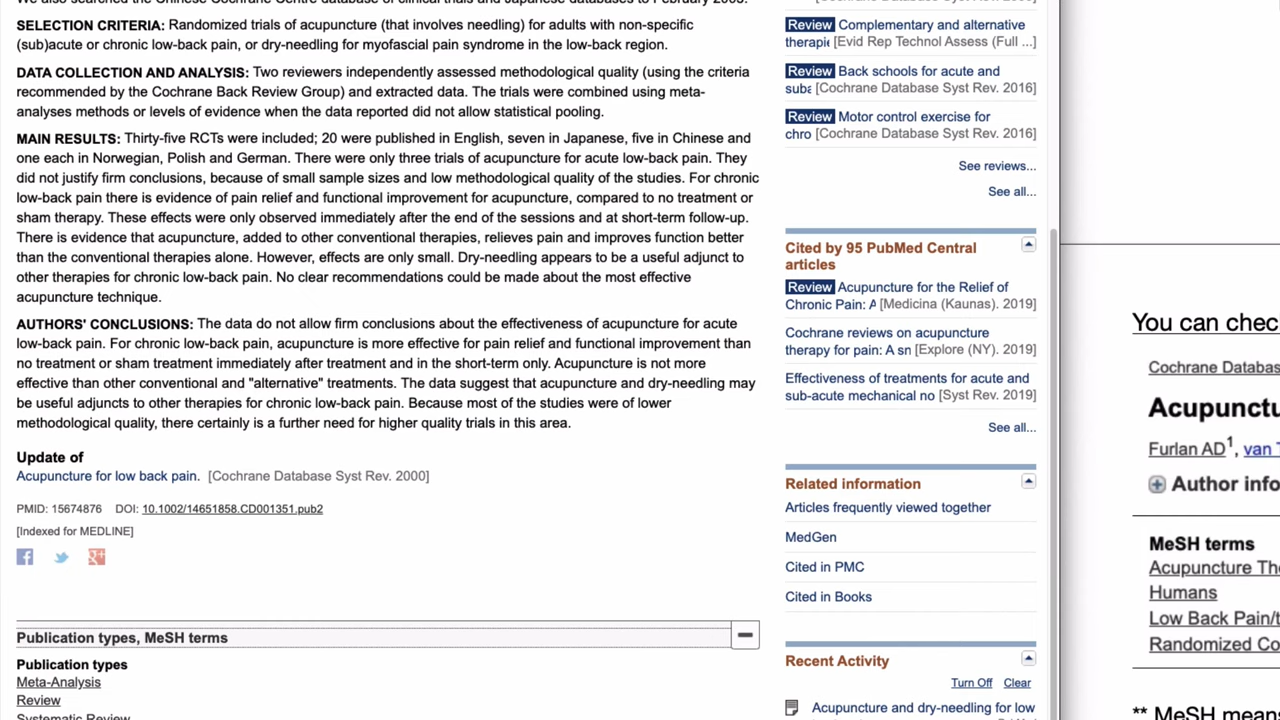 SELECTION CRITERIA: Randomized trials of acupuncture (that involves needling) for adults with non-specific
(sub)acute or chronic low-back pain, or dry-needling for myofascial pain syndrome in the low-back region.
DATA COLLECTION AND ANALYSIS: Two reviewers independently assessed methodological quality (using the criteria
recommended by the Cochrane Back Review Group) and extracted data. The trials were combined using meta-
analyses methods or levels of evidence when the data reported did not allow statistical pooling.
MAIN RESULTS: Thirty-five RCTs were included; 20 were published in English, seven in Japanese, five in Chinese and
one each in Norwegian, Polish and German. There were only three trials of acupuncture for acute low-back pain. They
did not justify firm conclusions, because of small sample sizes and low methodological quality of the studies. For chronic
low-back pain there is evidence of pain relief and functional improvement for acupuncture, compared to no treatment or
sham therapy. These effects were only observed immediately after the end of the sessions and at short-term follow-up.
There is evidence that acupuncture, added to other conventional therapies, relieves pain and improves function better
than the conventional therapies alone. However, effects are only small. Dry-needling appears to be a useful adjunct to
other therapies for chronic low-back pain. No clear recommendations could be made about the most effective
acupuncture technique.
AUTHORS' CONCLUSIONS: The data do not allow firm conclusions about the effectiveness of acupuncture for acute
low-back pain. For chronic low-back pain, acupuncture is more effective for pain relief and functional improvement than
no treatment or sham treatment immediately after treatment and in the short-term only. Acupuncture is not more
effective than other conventional and "alternative" treatments. The data suggest that acupuncture and dry-needling may
be useful adjuncts to other therapies for chronic low-back pain. Because most of the studies were of lower
methodological quality, there certainly is a further need for higher quality trials in this area.
Update of
Acupuncture for low back pain. [Cochrane Database Syst Rev. 2000]
PMID: 15674876 DOI: 10.1002/14651858.CD001351.pub2
[Indexed for MEDLINE]
Publication types, MeSH terms
Publication types
Meta-Analysis
Review
Systematic Review
Review Complementary and alternative
therapie [Evid Rep Technol Assess (Full ...]
Review Back schools for acute and
suba [Cochrane Database Syst Rev. 2016]
Review Motor control exercise for
chro [Cochrane Database Syst Rev. 2016]
See reviews...
See all...
Cited by 95 PubMed Central
articles
Review Acupuncture for the Relief of
Chronic Pain: A [Medicina (Kaunas). 2019]
Cochrane reviews on acupuncture
therapy for pain: A sn [Explore (NY). 2019]
Effectiveness of treatments for acute and
sub-acute mechanical no [Syst Rev. 2019]
See all...
Related information
Articles frequently viewed together
MedGen
Cited in PMC
Cited in Books
Recent Activity
Turn Off Clear
Acupuncture and dry-needling for low
You can chec
Cochrane Databas
Acupunctu
Furlan AD1, van T
Author info
MeSH terms
Acupuncture The
Humans
Low Back Pain/t
Randomized Co
** MeSH means